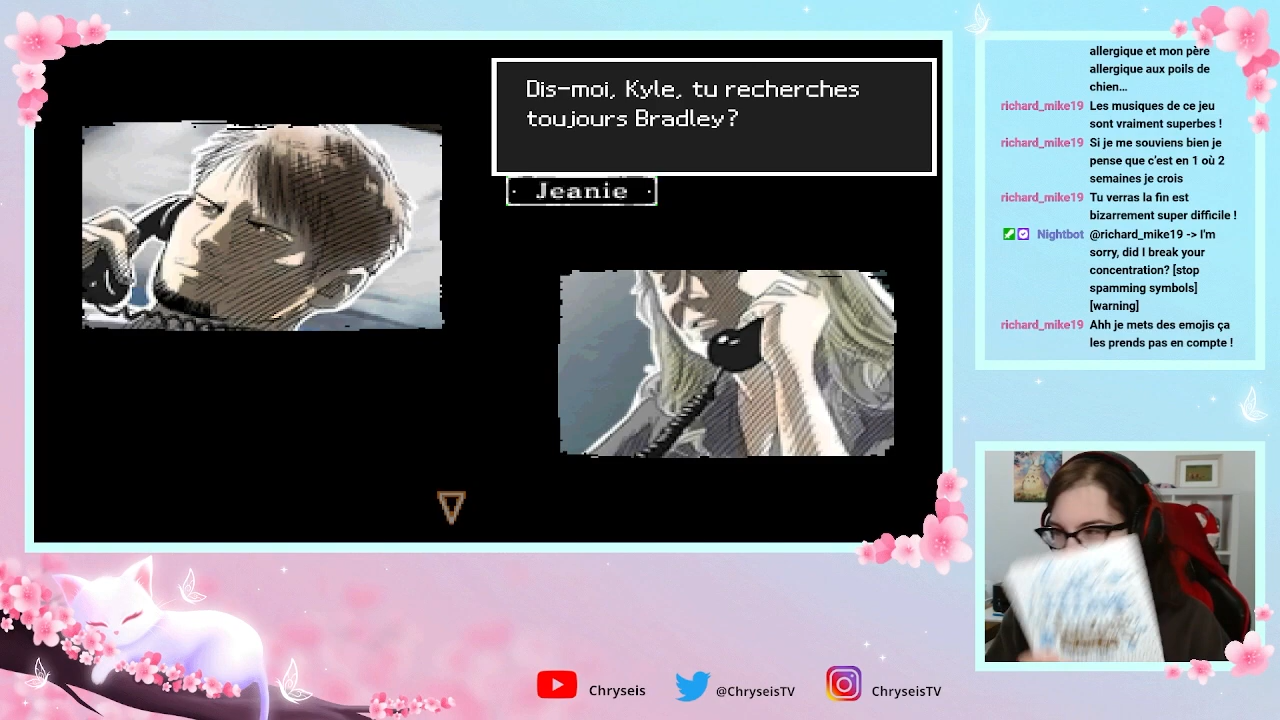 Dis-moi, Kyle, tu recherches
toujours Bradley?
Jeanie
allergique et mon père
allergique aux poils de
chien...
richard_mike19 Les musiques de ce jeu
sont vraiment superbes !
richard_mike19 Si je me souviens bien je
pense que c'est en 1 où 2
semaines je crois
richard_mike19 Tu verras la fin est
bizarrement super difficile !
Nightbot @richard_mike19 -> I'm
sorry, did I break your
concentration? [stop
spamming symbols]
[warning]
richard_mike19 Ahh je mets des emojis ça
les prends pas en compte !
Chryseis
@ChryseisTV
ChryseisTV